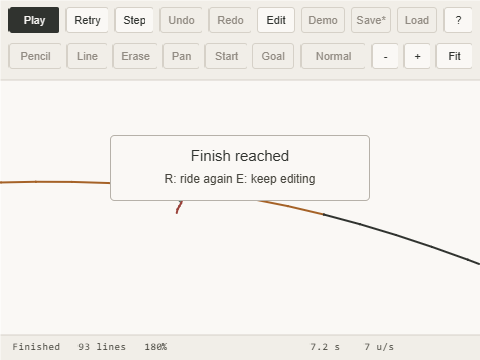 Play Retry Step Undo Redo Edit Demo Save* Load ?
Pencil Line Erase Pan Start Goal Normal - + Fit
Finish reached
R: ride again E: keep editing
Finished 93 lines 180% 7.2 s 7 u/s